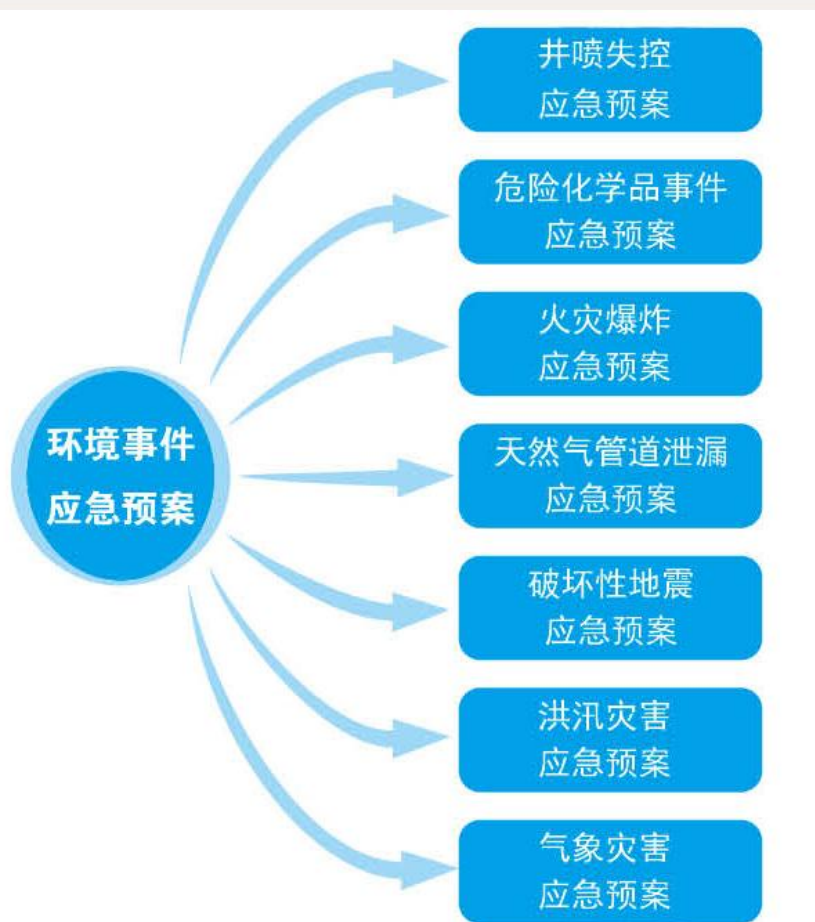 井喷失控
应急预案
危险化学品事件
应急预案
火灾爆炸
应急预案
环境事件
应急预案
天然气管道泄漏
应急预案
破坏性地震
应急预案
洪汛灾害
应急预案
气象灾害
应急预案